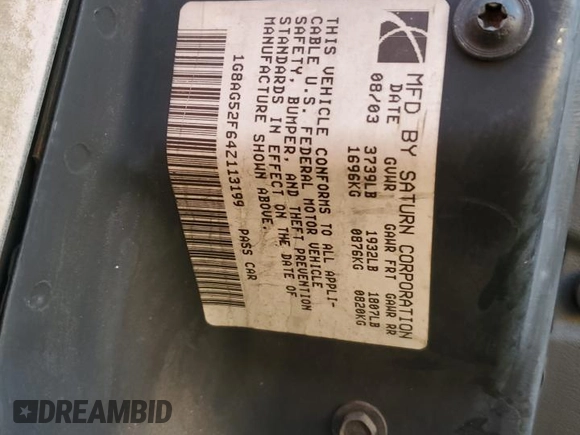 MFD BY SATURN CORPORATION
DATE GVWR GAWR FRT GAWR RR
08/03 3739LB 1932LB 1807LB
1696KG 0876KG 0820KG
THIS VEHICLE CONFORMS TO ALL APPLI-
CABLE U.S. FEDERAL MOTOR VEHICLE
SAFETY, BUMPER, AND THEFT PREVENTION
STANDARDS IN EFFECT ON THE DATE OF
MANUFACTURE SHOWN ABOVE.
1G8AG52F64Z113199 PASS CAR
DREAMBID